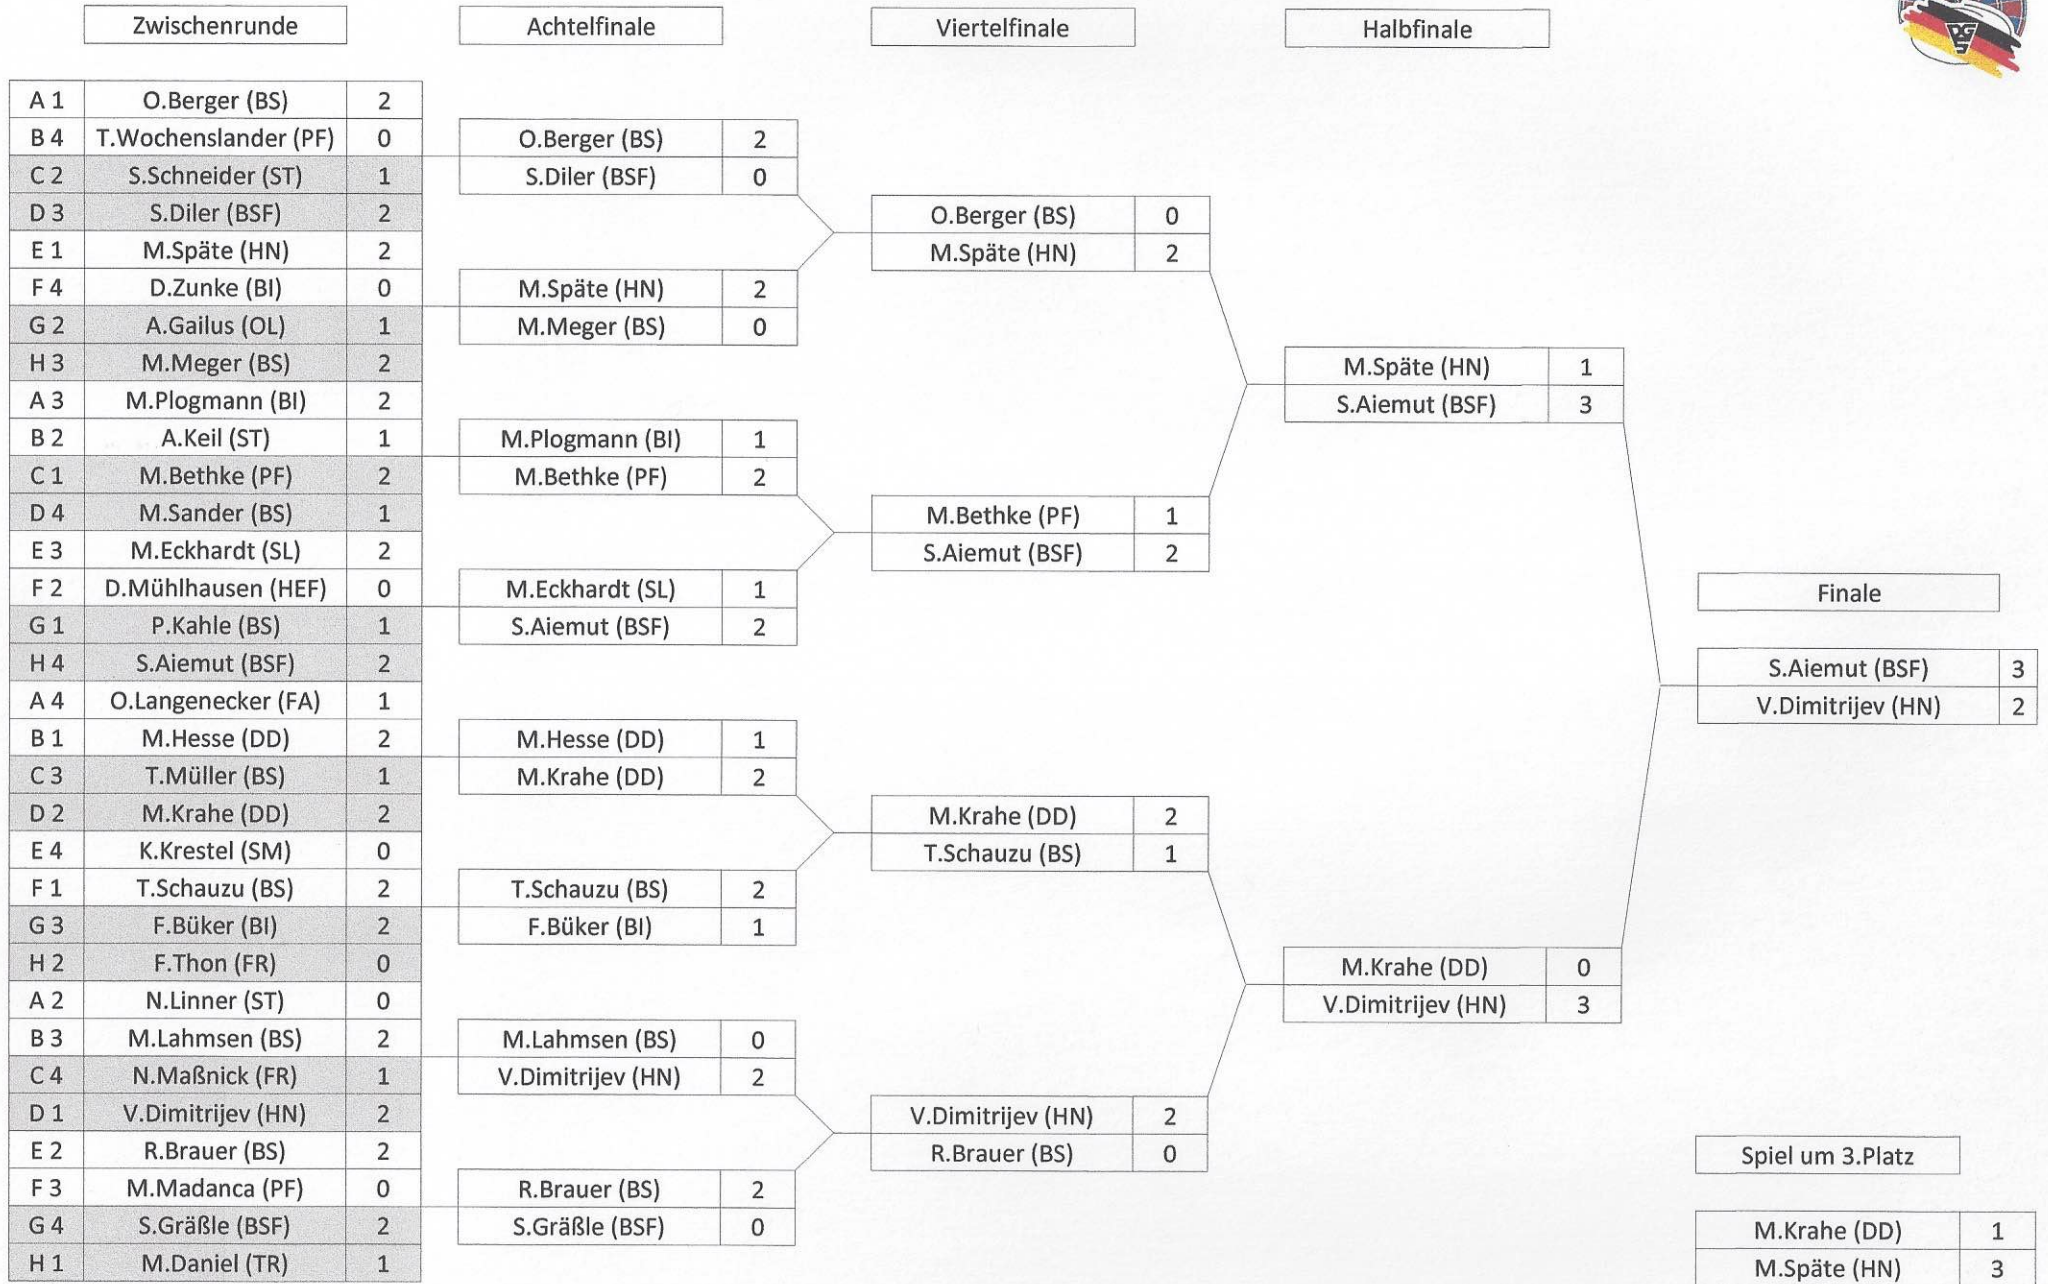 Zwischenrunde
Achtelfinale
Viertelfinale
Halbfinale
DGS
A 1 O.Berger (BS) 2
B 4 T.Wochenslander (PF) 0
C 2 S.Schneider (ST) 1
D 3 S.Diler (BSF) 2
E 1 M.Späte (HN) 2
F 4 D.Zunke (BI) 0
G 2 A.Gailus (OL) 1
H 3 M.Meger (BS) 2
A 3 M.Plogmann (BI) 2
B 2 A.Keil (ST) 1
C 1 M.Bethke (PF) 2
D 4 M.Sander (BS) 1
E 3 M.Eckhardt (SL) 2
F 2 D.Mühlhausen (HEF) 0
G 1 P.Kahle (BS) 1
H 4 S.Aiemut (BSF) 2
A 4 O.Langenecker (FA) 1
B 1 M.Hesse (DD) 2
C 3 T.Müller (BS) 1
D 2 M.Krahe (DD) 2
E 4 K.Krestel (SM) 0
F 1 T.Schauzu (BS) 2
G 3 F.Büker (BI) 2
H 2 F.Thon (FR) 0
A 2 N.Linner (ST) 0
B 3 M.Lahmsen (BS) 2
C 4 N.Maßnick (FR) 1
D 1 V.Dimitrijev (HN) 2
E 2 R.Brauer (BS) 2
F 3 M.Madanca (PF) 0
G 4 S.Gräßle (BSF) 2
H 1 M.Daniel (TR) 1
O.Berger (BS) 2
S.Diler (BSF) 0
M.Späte (HN) 2
M.Meger (BS) 0
M.Plogmann (BI) 1
M.Bethke (PF) 2
M.Eckhardt (SL) 1
S.Aiemut (BSF) 2
M.Hesse (DD) 1
M.Krahe (DD) 2
T.Schauzu (BS) 2
F.Büker (BI) 1
M.Lahmsen (BS) 0
V.Dimitrijev (HN) 2
R.Brauer (BS) 2
S.Gräßle (BSF) 0
O.Berger (BS) 0
M.Späte (HN) 2
M.Bethke (PF) 1
S.Aiemut (BSF) 2
M.Krahe (DD) 2
T.Schauzu (BS) 1
V.Dimitrijev (HN) 2
R.Brauer (BS) 0
M.Späte (HN) 1
S.Aiemut (BSF) 3
M.Krahe (DD) 0
V.Dimitrijev (HN) 3
Finale
S.Aiemut (BSF) 3
V.Dimitrijev (HN) 2
Spiel um 3.Platz
M.Krahe (DD) 1
M.Späte (HN) 3